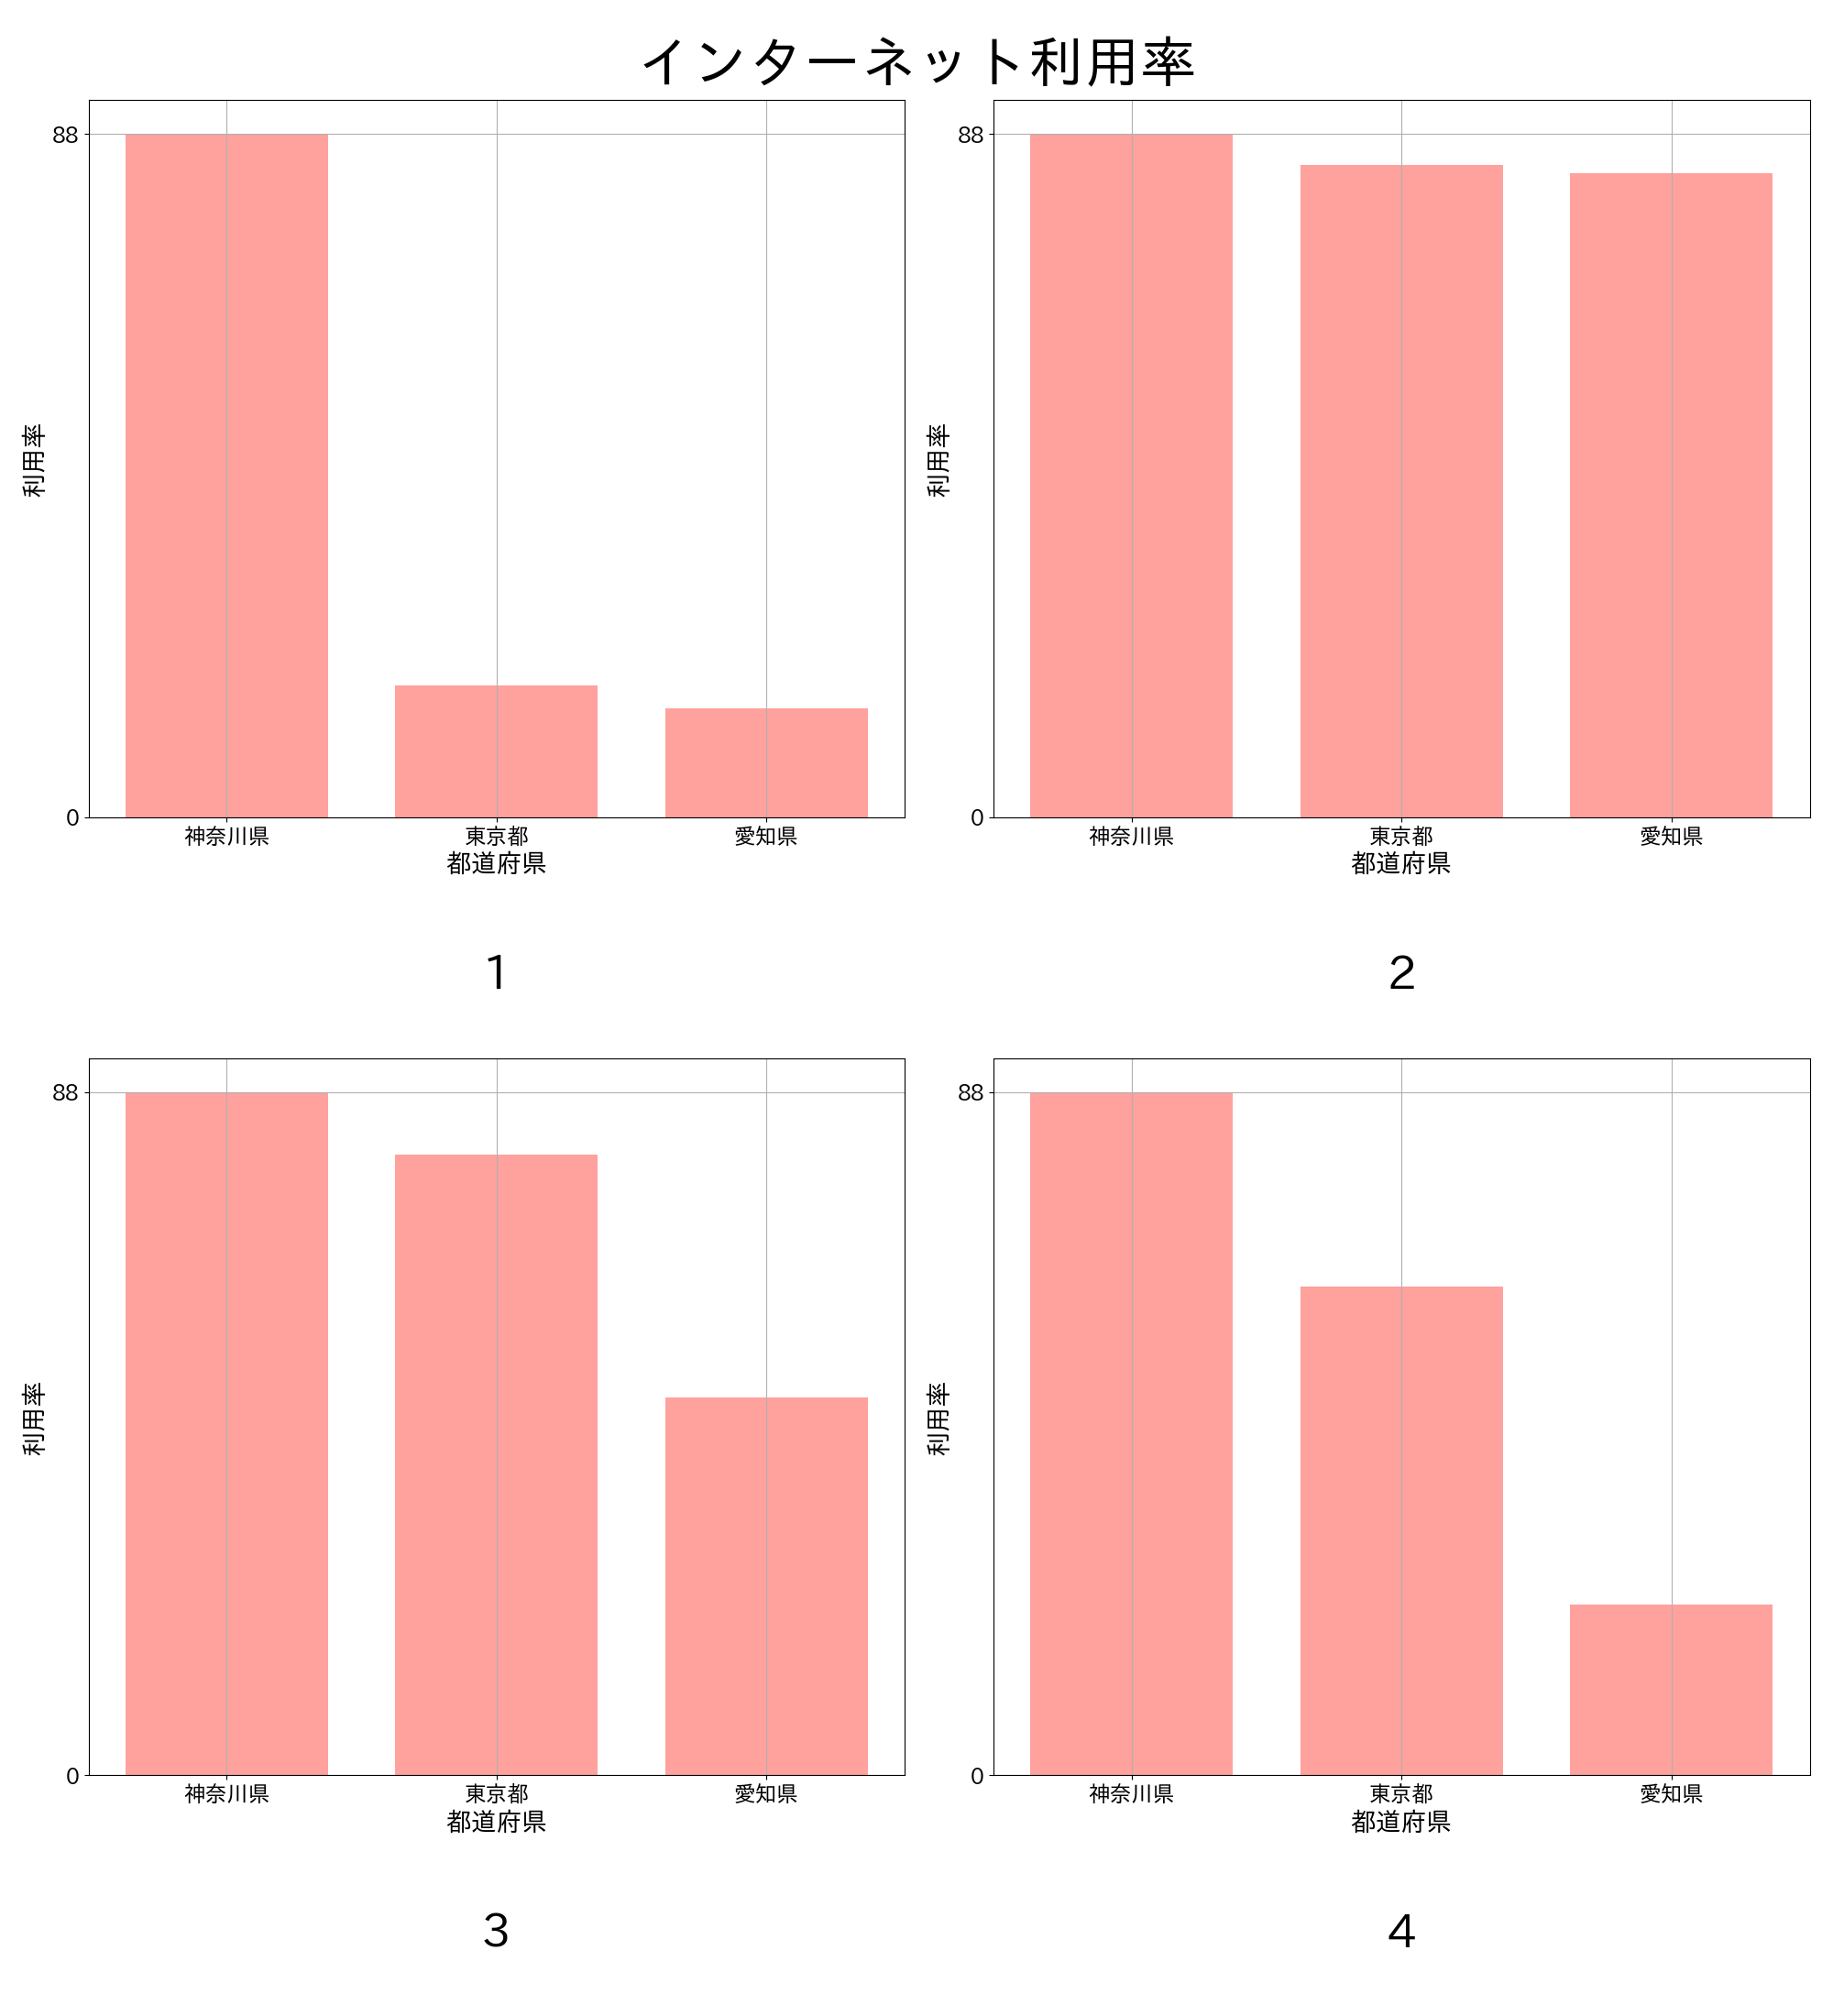 インターネット利用率
88
0
利用率
神奈川県 東京都 愛知県
都道府県
1
88
0
利用率
神奈川県 東京都 愛知県
都道府県
2
88
0
利用率
神奈川県 東京都 愛知県
都道府県
3
88
0
利用率
神奈川県 東京都 愛知県
都道府県
4